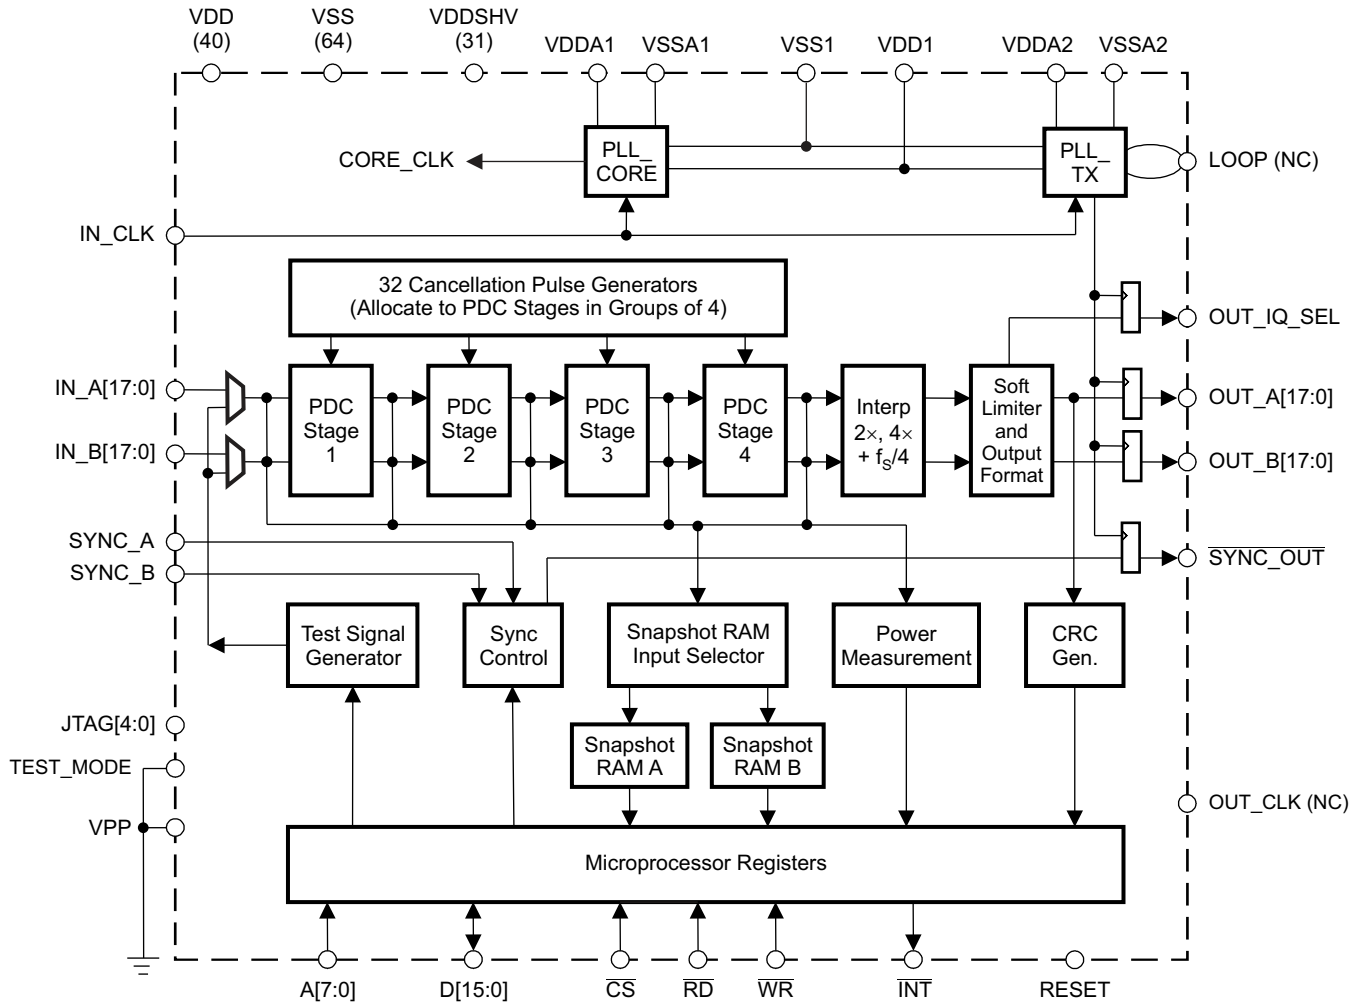 VDD
(40)
VSS
(64)
VDDSHV
(31)
VDDA1
VSSA1
VSS1
VDD1
VDDA2
VSSA2
CORE_CLK
PLL_
CORE
PLL_
TX
LOOP (NC)
IN_CLK
32 Cancellation Pulse Generators
(Allocate to PDC Stages in Groups of 4)
OUT_IQ_SEL
IN_A[17:0]
IN_B[17:0]
PDC
Stage
1
PDC
Stage
2
PDC
Stage
3
PDC
Stage
4
Interp
2×, 4×
+ fS/4
Soft
Limiter
and
Output
Format
OUT_A[17:0]
OUT_B[17:0]
SYNC_A
SYNC_B
SYNC_OUT
Test Signal
Generator
Sync
Control
Snapshot RAM
Input Selector
Power
Measurement
CRC
Gen.
JTAG[4:0]
TEST_MODE
VPP
Snapshot
RAM A
Snapshot
RAM B
OUT_CLK (NC)
Microprocessor Registers
A[7:0]
D[15:0]
CS
RD
WR
INT
RESET